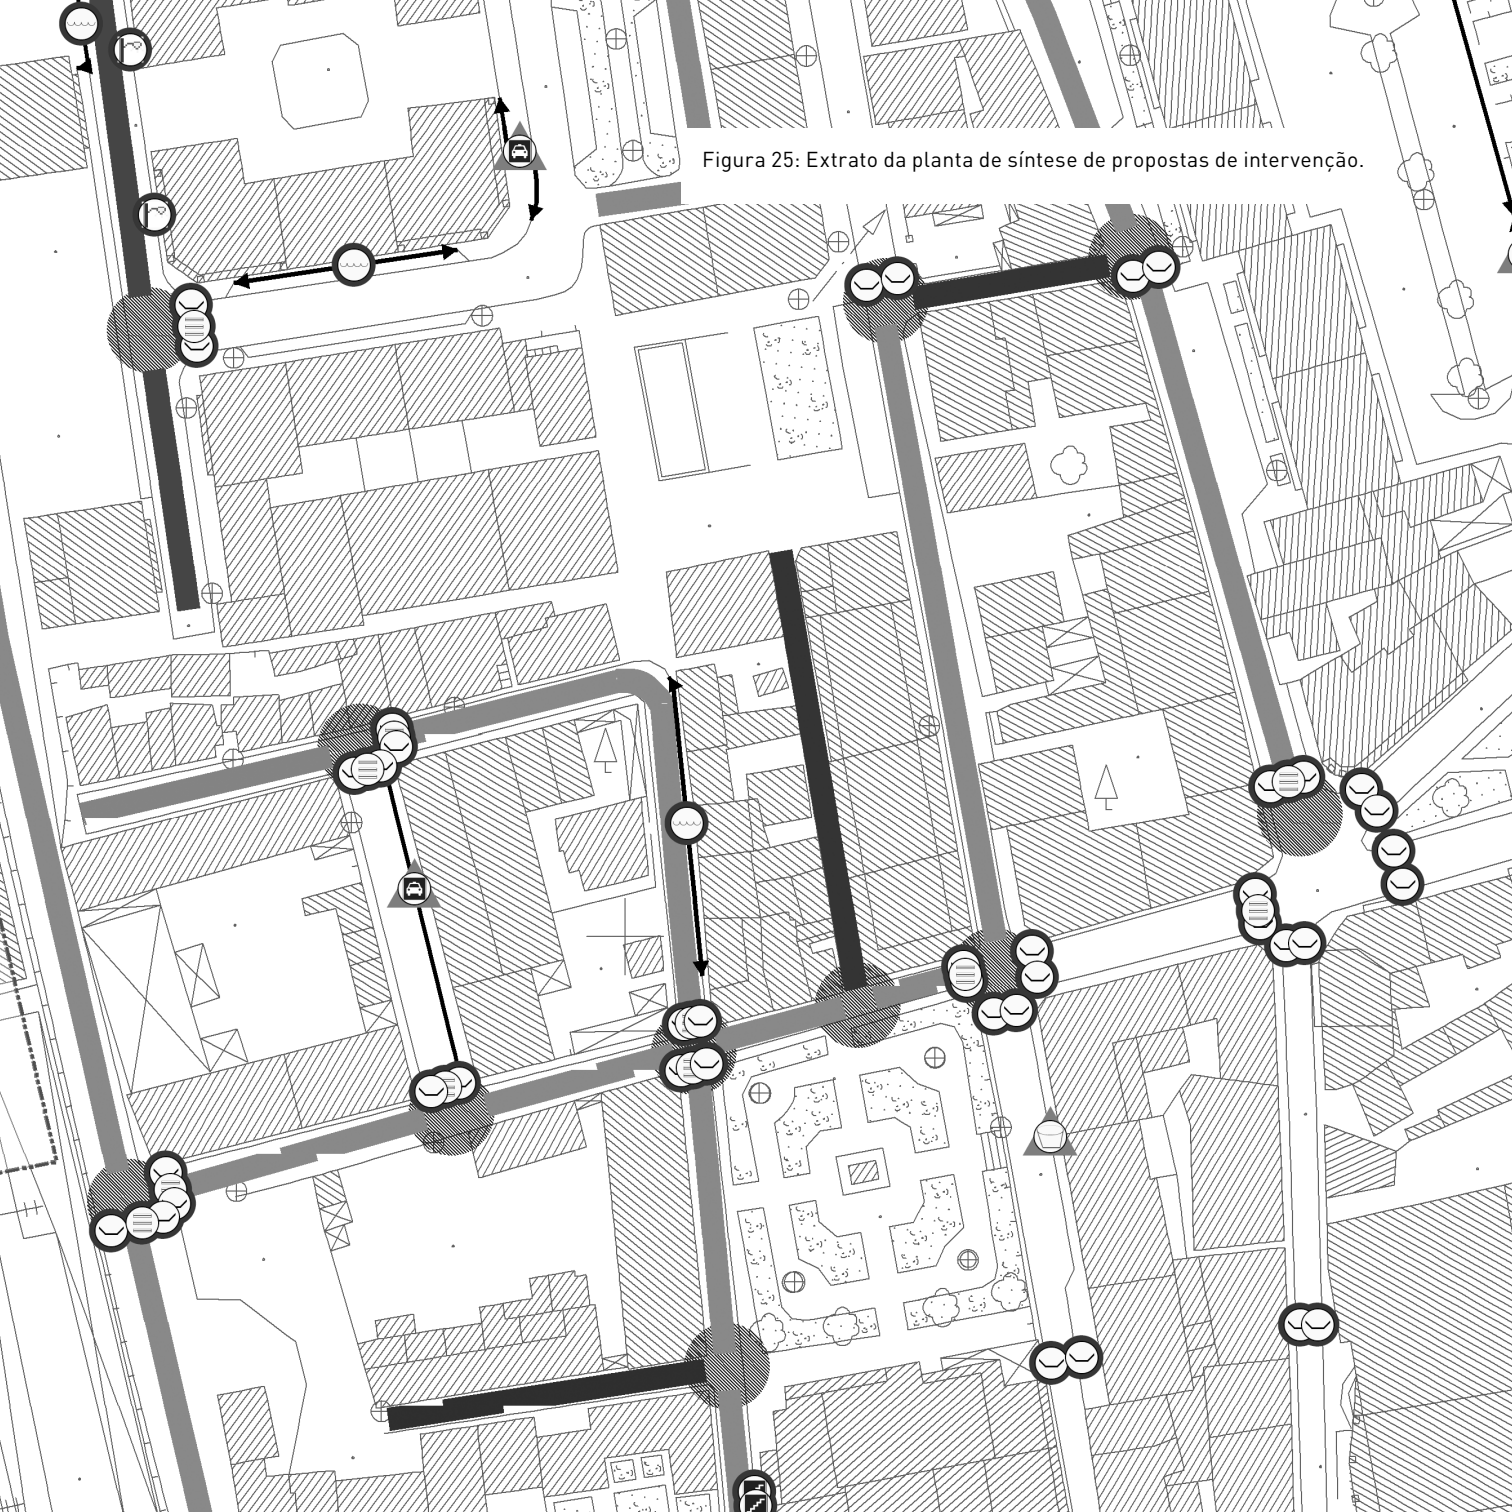 Figura 25: Extrato da planta de síntese de propostas de intervenção.